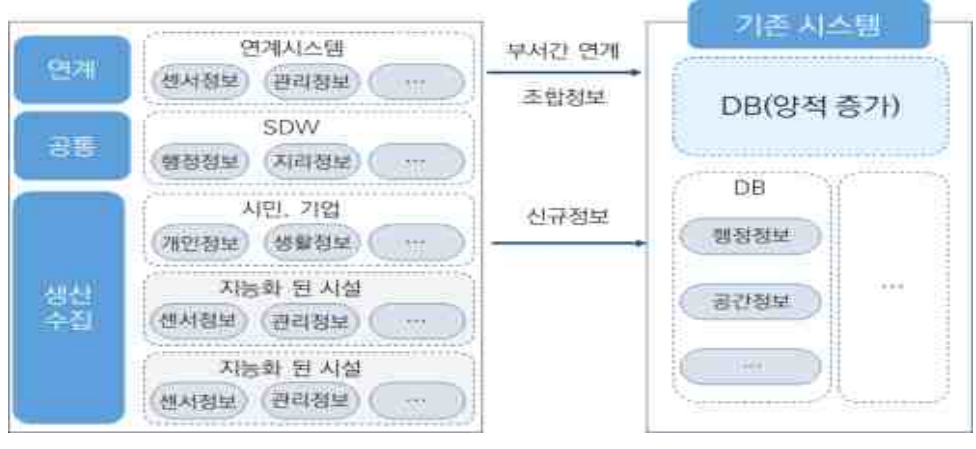 연계
연계시스템
센서정보 관리정보 ...
공통
SDW
행정정보 지리정보 ...
생산
수집
시민, 기업
개인정보 생활정보 ...
지능화 된 시설
센서정보 관리정보 ...
지능화 된 시설
센서정보 관리정보 ...
부서간 연계
조합정보
신규정보
기존 시스템
DB(양적 증가)
DB
행정정보
공간정보
...
...